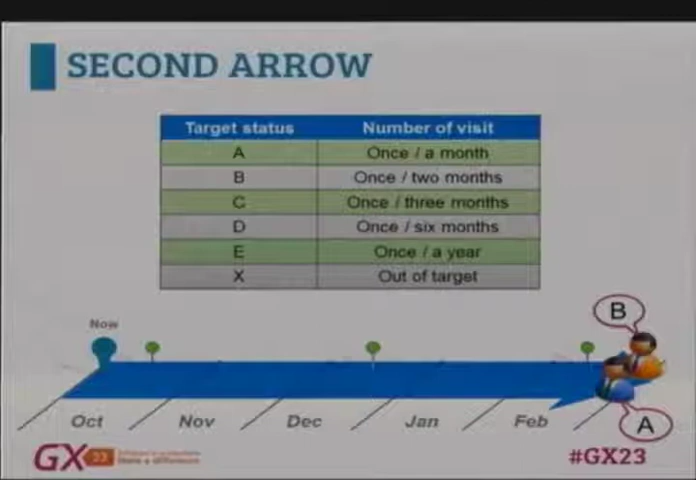 SECOND ARROW
Target status Number of visit
A Once / a month
B Once / two months
C Once / three months
D Once / six months
E Once / a year
X Out of target
Now
B
Oct Nov Dec Jan Feb
A
GX 23
#GX23